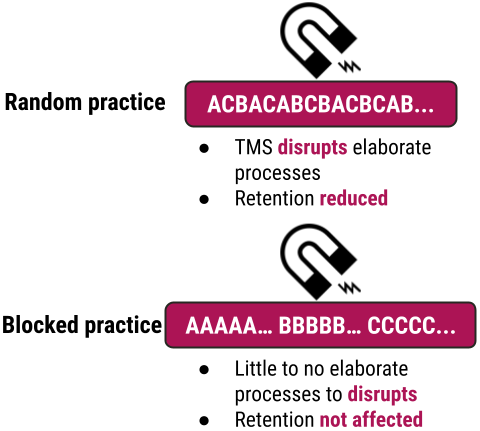 Random practice
ACBACABCBACBCAB...
● TMS disrupts elaborate
processes
● Retention reduced
Blocked practice
AAAAA... BBBBB... CCCCC...
● Little to no elaborate
processes to disrupts
● Retention not affected